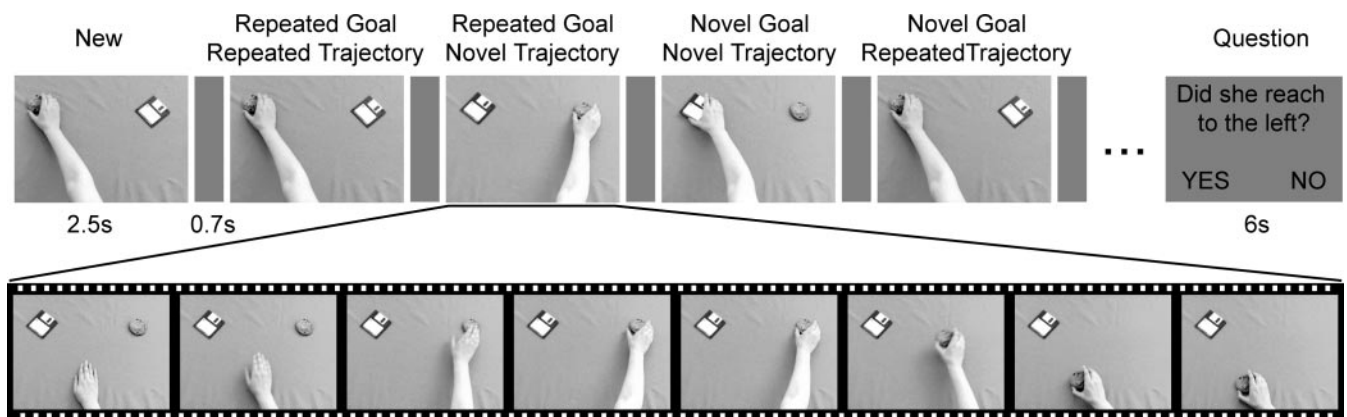 New
Repeated Goal
Repeated Trajectory
Repeated Goal
Novel Trajectory
Novel Goal
Novel Trajectory
Novel Goal
RepeatedTrajectory
Question
Did she reach
to the left?
YES NO
...
2.5s
0.7s
6s